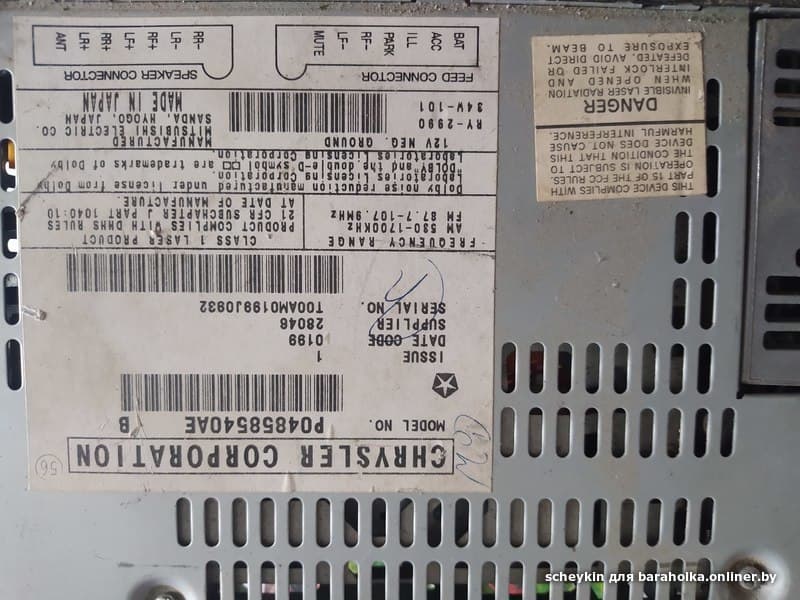 CHRYSLER CORPORATION
56
MODEL NO. P04858540AE B
ISSUE 1
DATE CODE 0199
SUPPLIER 28046
SERIAL NO. T00AM0199J0932
FREQUENCY RANGE
AM 530-1700KHz
FM 87.7-107.9MHz
CLASS 1 LASER PRODUCT
PRODUCT COMPLIES WITH DHHS RULES
21 CFR SUBCHAPTER J PART 1040:10
AT DATE OF MANUFACTURE.
Dolby noise reduction manufactured under license from Dolby
Laboratories Licensing Corporation.
"DOLBY" and the double-D symbol are trademarks of Dolby
Laboratories Licensing Corporation.
12V NEG. GROUND
RY-2990
34W-101
MANUFACTURED
MITSUBISHI ELECTRIC CO.
SANDA, HYOGO, JAPAN
MADE IN JAPAN
FEED CONNECTOR
BAT ACC ILL PARK RF- LF- MUTE
SPEAKER CONNECTOR
RR- RR+ RF+ LF+ LR+ LR- ANT
THIS DEVICE COMPLIES WITH
PART 15 OF THE FCC RULES.
OPERATION IS SUBJECT TO
THE CONDITION THAT THIS
DEVICE DOES NOT CAUSE
HARMFUL INTERFERENCE.
DANGER
INVISIBLE LASER RADIATION
WHEN OPENED AND
INTERLOCK FAILED OR
DEFEATED. AVOID DIRECT
EXPOSURE TO BEAM.
scheykin для baraholka.onliner.by